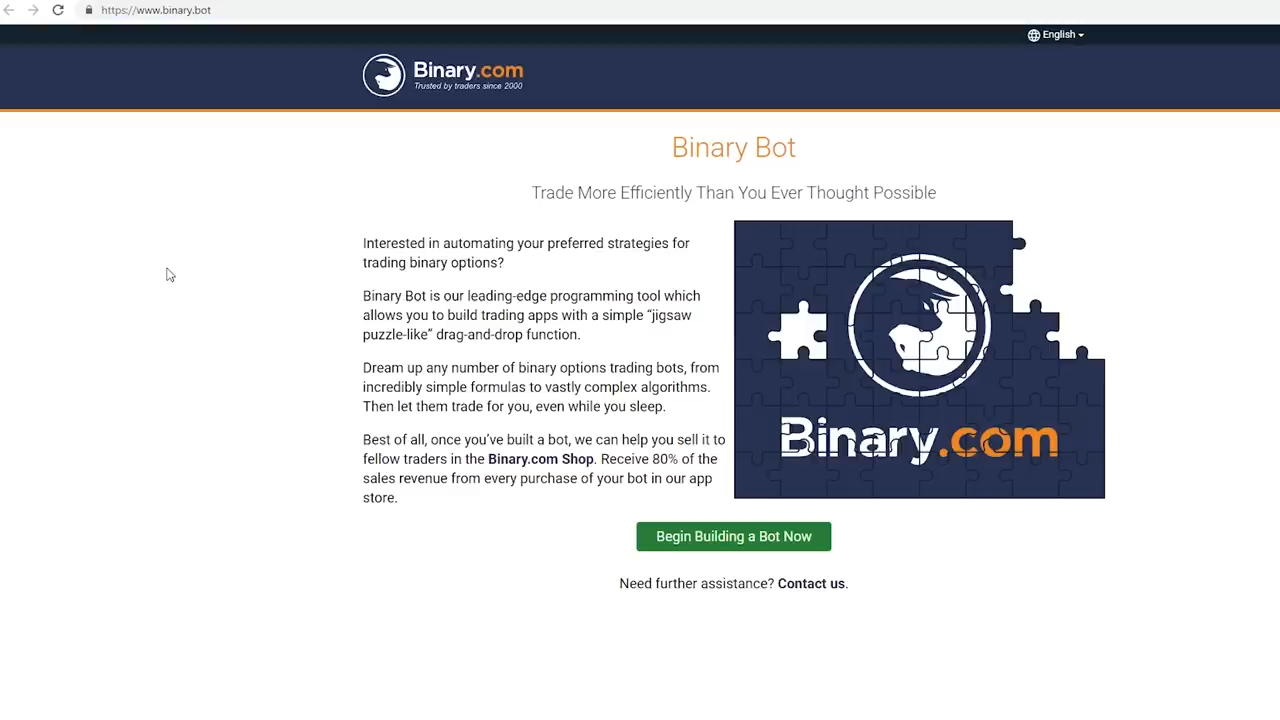 https://www.binary.bot
English
Binary.com
Trusted by traders since 2000
Binary Bot
Trade More Efficiently Than You Ever Thought Possible
Interested in automating your preferred strategies for
trading binary options?
Binary Bot is our leading-edge programming tool which
allows you to build trading apps with a simple “jigsaw
puzzle-like” drag-and-drop function.
Dream up any number of binary options trading bots, from
incredibly simple formulas to vastly complex algorithms.
Then let them trade for you, even while you sleep.
Best of all, once you’ve built a bot, we can help you sell it to
fellow traders in the Binary.com Shop. Receive 80% of the
sales revenue from every purchase of your bot in our app
store.
Binary.com
Begin Building a Bot Now
Need further assistance? Contact us.